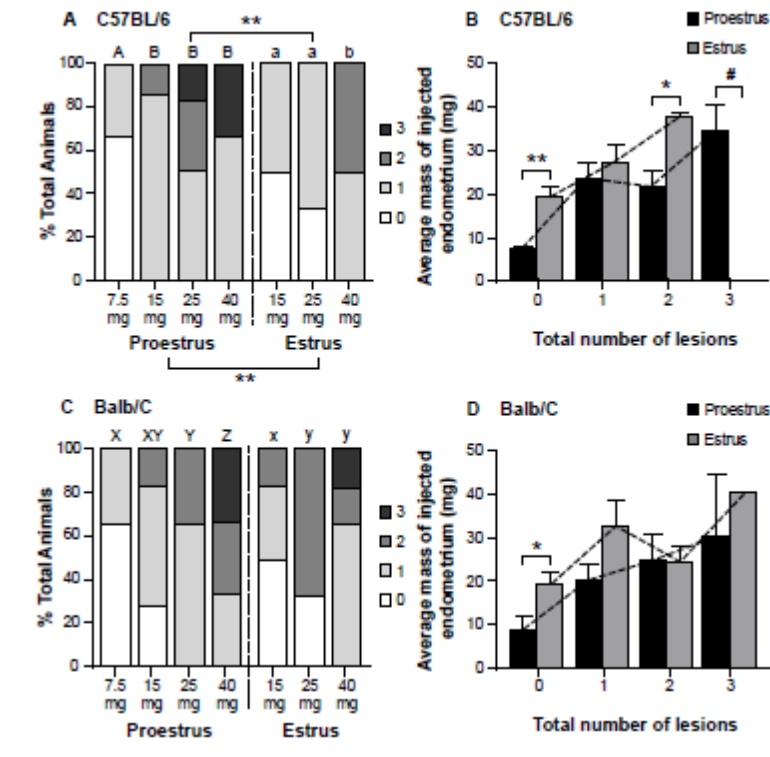 A C57BL/6
**
A B B B a a b
% Total Animals
100
80
60
40
20
0
3
2
1
0
7.5 mg 15 mg 25 mg 40 mg 15 mg 25 mg 40 mg
Proestrus Estrus
**
B C57BL/6
Proestrus
Estrus
Average mass of injected
endometrium (mg)
50
40
30
20
10
0
**
*
#
0 1 2 3
Total number of lesions
C Balb/C
X XY Y Z x y y
% Total Animals
100
80
60
40
20
0
3
2
1
0
7.5 mg 15 mg 25 mg 40 mg 15 mg 25 mg 40 mg
Proestrus Estrus
D Balb/C
Proestrus
Estrus
Average mass of injected
endometrium (mg)
50
40
30
20
10
0
*
0 1 2 3
Total number of lesions